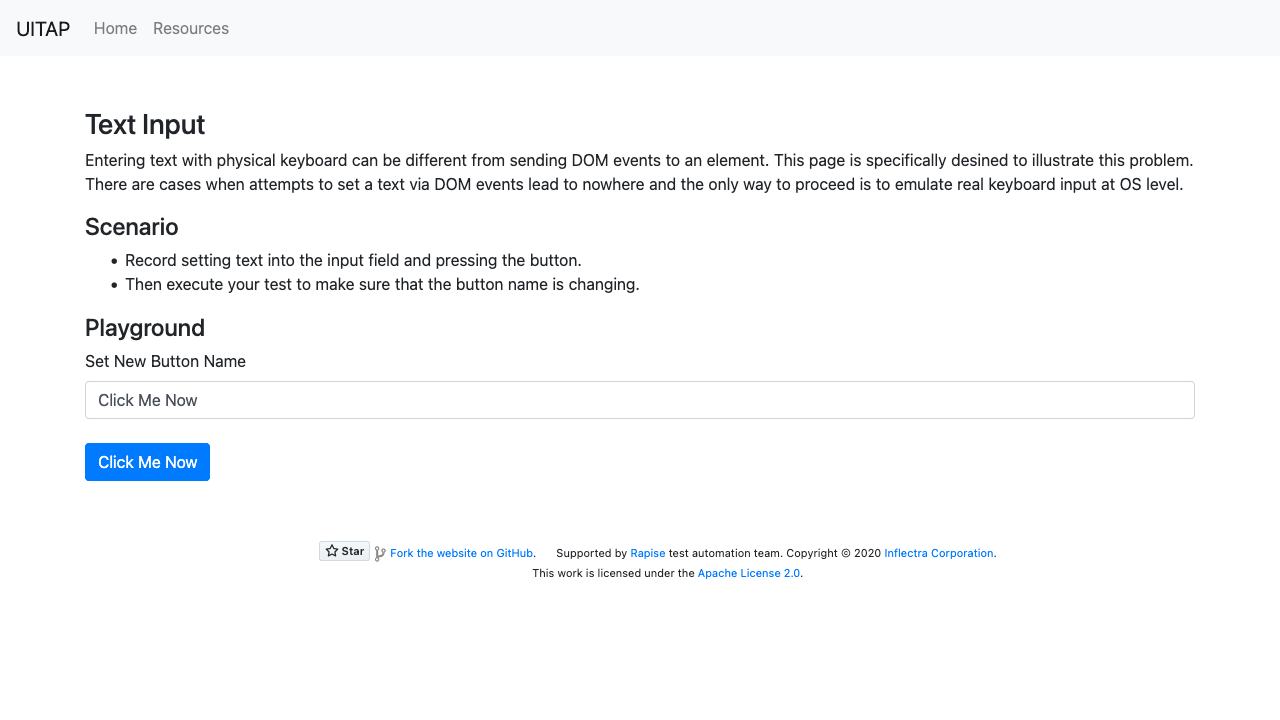 UITAP Home Resources
Text Input
Entering text with physical keyboard can be different from sending DOM events to an element. This page is specifically desined to illustrate this problem.
There are cases when attempts to set a text via DOM events lead to nowhere and the only way to proceed is to emulate real keyboard input at OS level.
Scenario
• Record setting text into the input field and pressing the button.
• Then execute your test to make sure that the button name is changing.
Playground
Set New Button Name
Click Me Now
Click Me Now
Star Fork the website on GitHub. Supported by Rapise test automation team. Copyright © 2020 Inflectra Corporation.
This work is licensed under the Apache License 2.0.